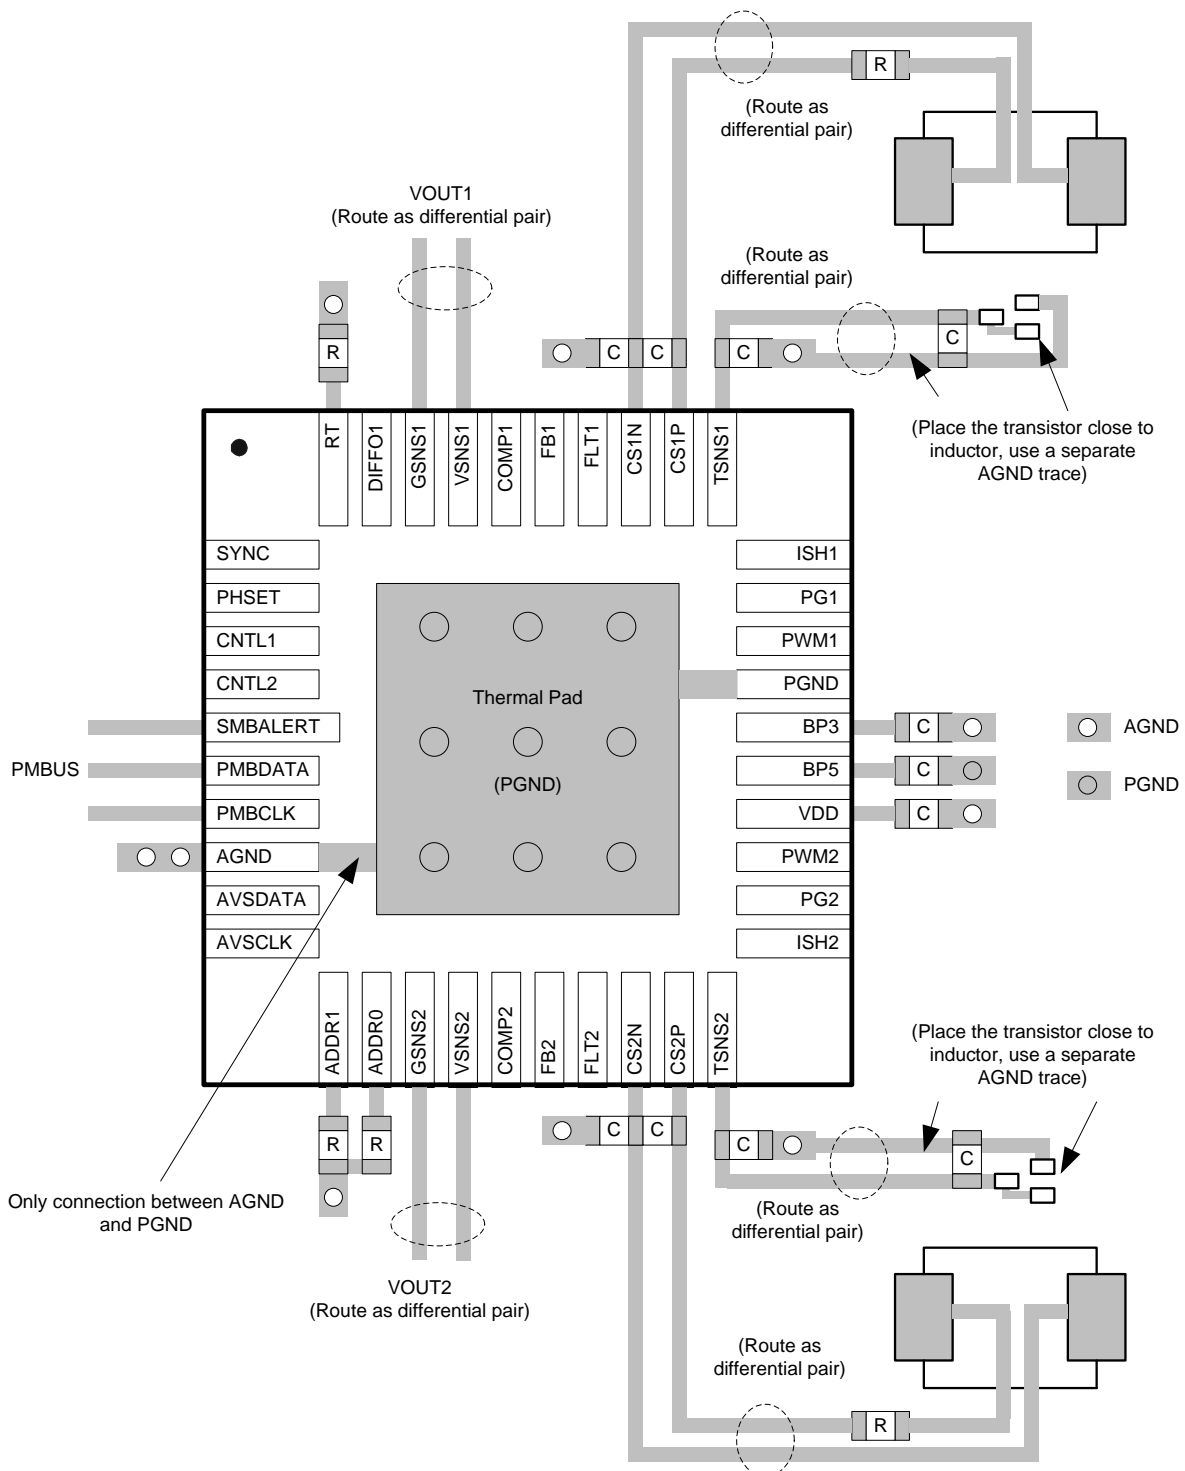 R
(Route as
differential pair)
VOUT1
(Route as differential pair)
(Route as
differential pair)
R
C
C
C
C
(Place the transistor close to
inductor, use a separate
AGND trace)
RT
DIFFO1
GSNS1
VSNS1
COMP1
FB1
FLT1
CS1N
CS1P
TSNS1
SYNC
PHSET
CNTL1
CNTL2
SMBALERT
PMBUS
PMBDATA
PMBCLK
AGND
AVSDATA
AVSCLK
Thermal Pad
(PGND)
ISH1
PG1
PWM1
PGND
BP3
C
AGND
BP5
C
PGND
VDD
C
PWM2
PG2
ISH2
ADDR1
ADDR0
GSNS2
VSNS2
COMP2
FB2
FLT2
CS2N
CS2P
TSNS2
(Place the transistor close to
inductor, use a separate
AGND trace)
R
R
C
C
C
C
Only connection between AGND
and PGND
(Route as
differential pair)
VOUT2
(Route as differential pair)
(Route as
differential pair)
R